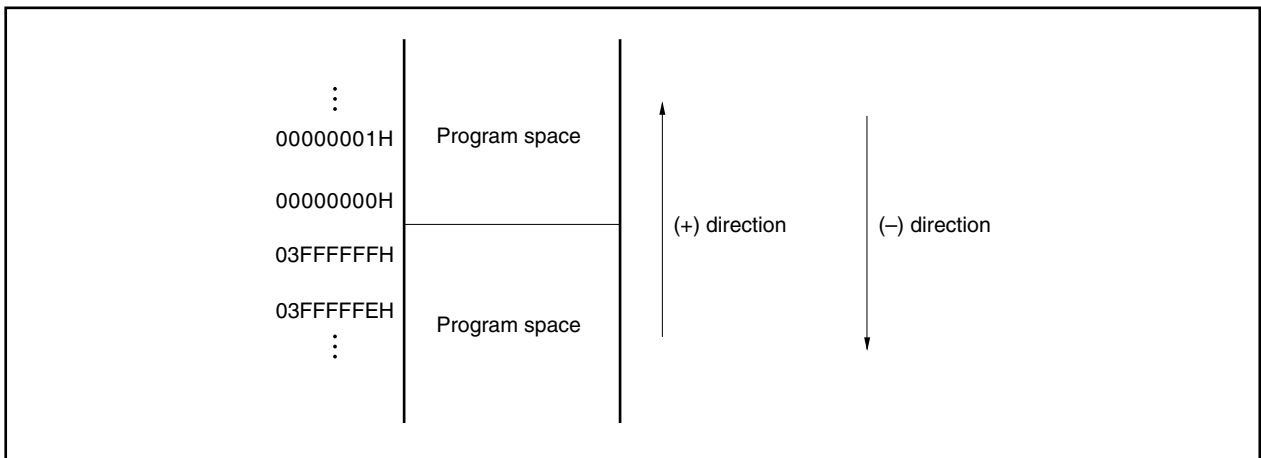 ⋮
00000001H
Program space
00000000H
(+) direction
(–) direction
03FFFFFFH
03FFFFFEH
Program space
⋮